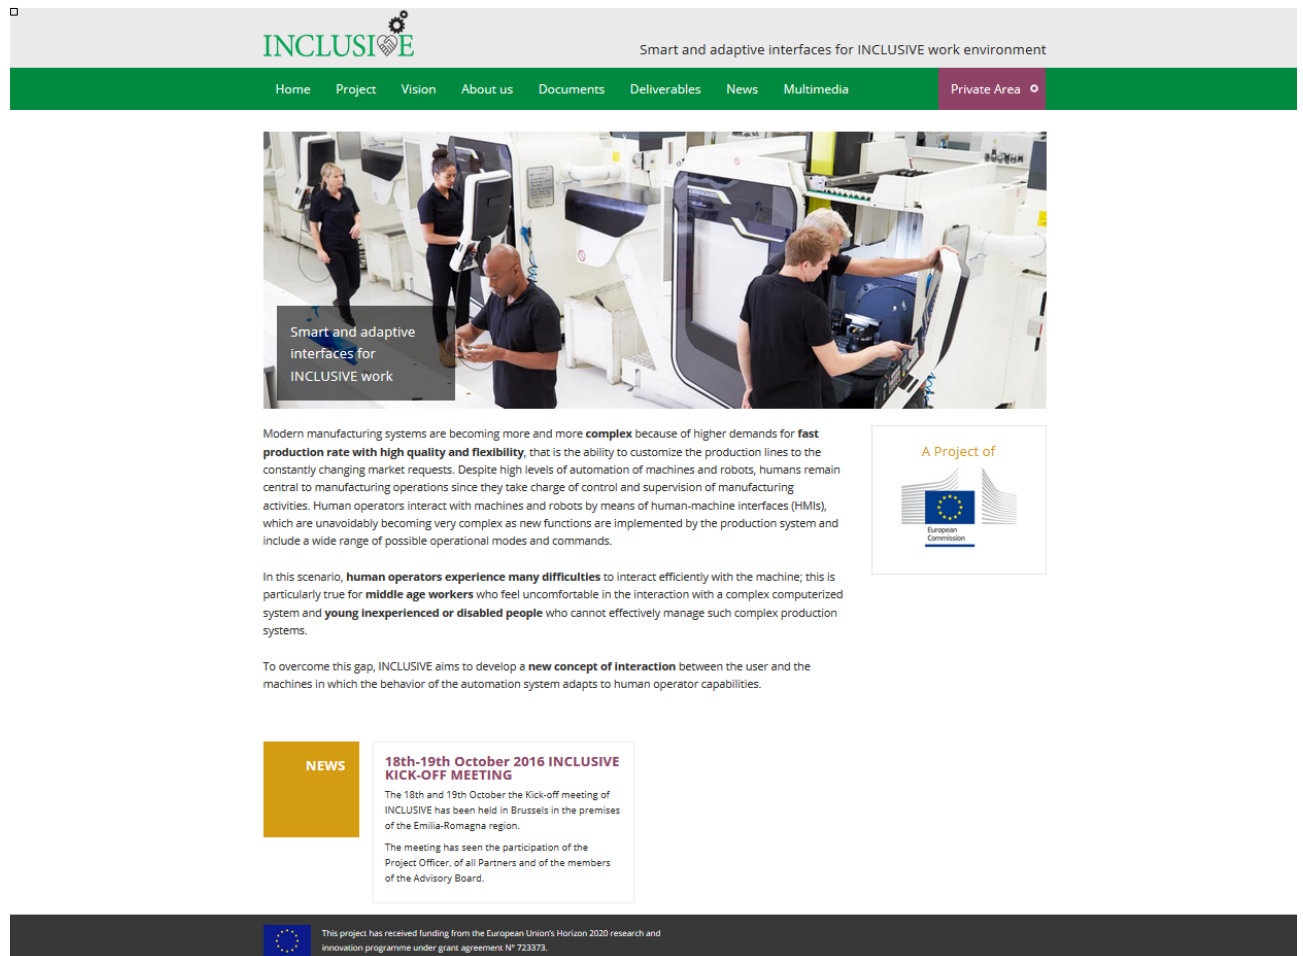 INCLUSIVE
Smart and adaptive interfaces for INCLUSIVE work environment
Home Project Vision About us Documents Deliverables News Multimedia Private Area
Smart and adaptive
interfaces for
INCLUSIVE work
Modern manufacturing systems are becoming more and more complex because of higher demands for fast
production rate with high quality and flexibility, that is the ability to customize the production lines to the
constantly changing market requests. Despite high levels of automation of machines and robots, humans remain
central to manufacturing operations since they take charge of control and supervision of manufacturing
activities. Human operators interact with machines and robots by means of human-machine interfaces (HMIs),
which are unavoidably becoming very complex as new functions are implemented by the production system and
include a wide range of possible operational modes and commands.
In this scenario, human operators experience many difficulties to interact efficiently with the machine; this is
particularly true for middle age workers who feel uncomfortable in the interaction with a complex computerized
system and young inexperienced or disabled people who cannot effectively manage such complex production
systems.
To overcome this gap, INCLUSIVE aims to develop a new concept of interaction between the user and the
machines in which the behavior of the automation system adapts to human operator capabilities.
A Project of
European
Commission
NEWS
18th-19th October 2016 INCLUSIVE
KICK-OFF MEETING
The 18th and 19th October the Kick-off meeting of
INCLUSIVE has been held in Brussels in the premises
of the Emilia-Romagna region.
The meeting has seen the participation of the
Project Officer, of all Partners and of the members
of the Advisory Board.
This project has received funding from the European Union's Horizon 2020 research and
innovation programme under grant agreement N° 723373.